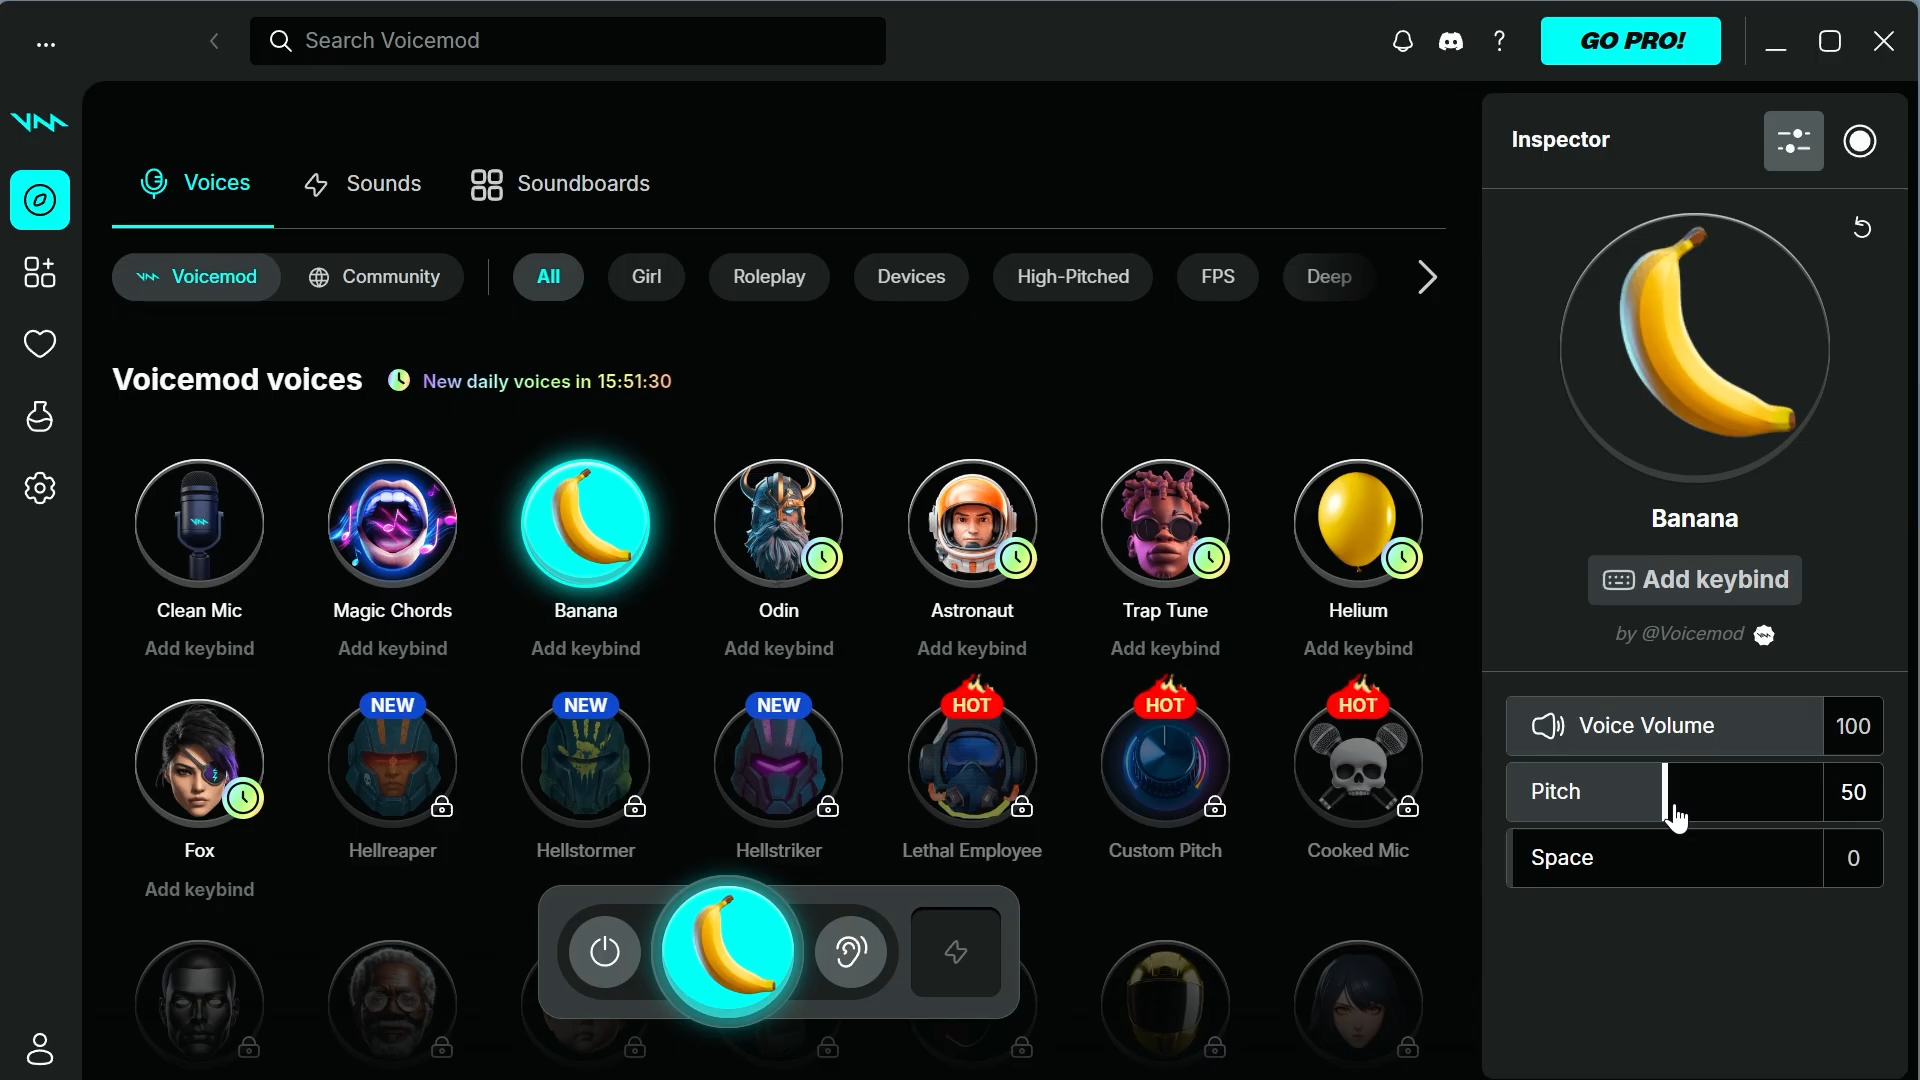 Search Voicemod
GO PRO!
Voices
Sounds
Soundboards
Voicemod
Community
All
Girl
Roleplay
Devices
High-Pitched
FPS
Deep
Voicemod voices
New daily voices in 15:51:30
Clean Mic
Magic Chords
Banana
Odin
Astronaut
Trap Tune
Helium
Add keybind
Add keybind
Add keybind
Add keybind
Add keybind
Add keybind
Add keybind
NEW
NEW
NEW
HOT
HOT
HOT
Fox
Hellreaper
Hellstormer
Hellstriker
Lethal Employee
Custom Pitch
Cooked Mic
Add keybind
Inspector
Banana
Add keybind
by @Voicemod
Voice Volume 100
Pitch 50
Space 0